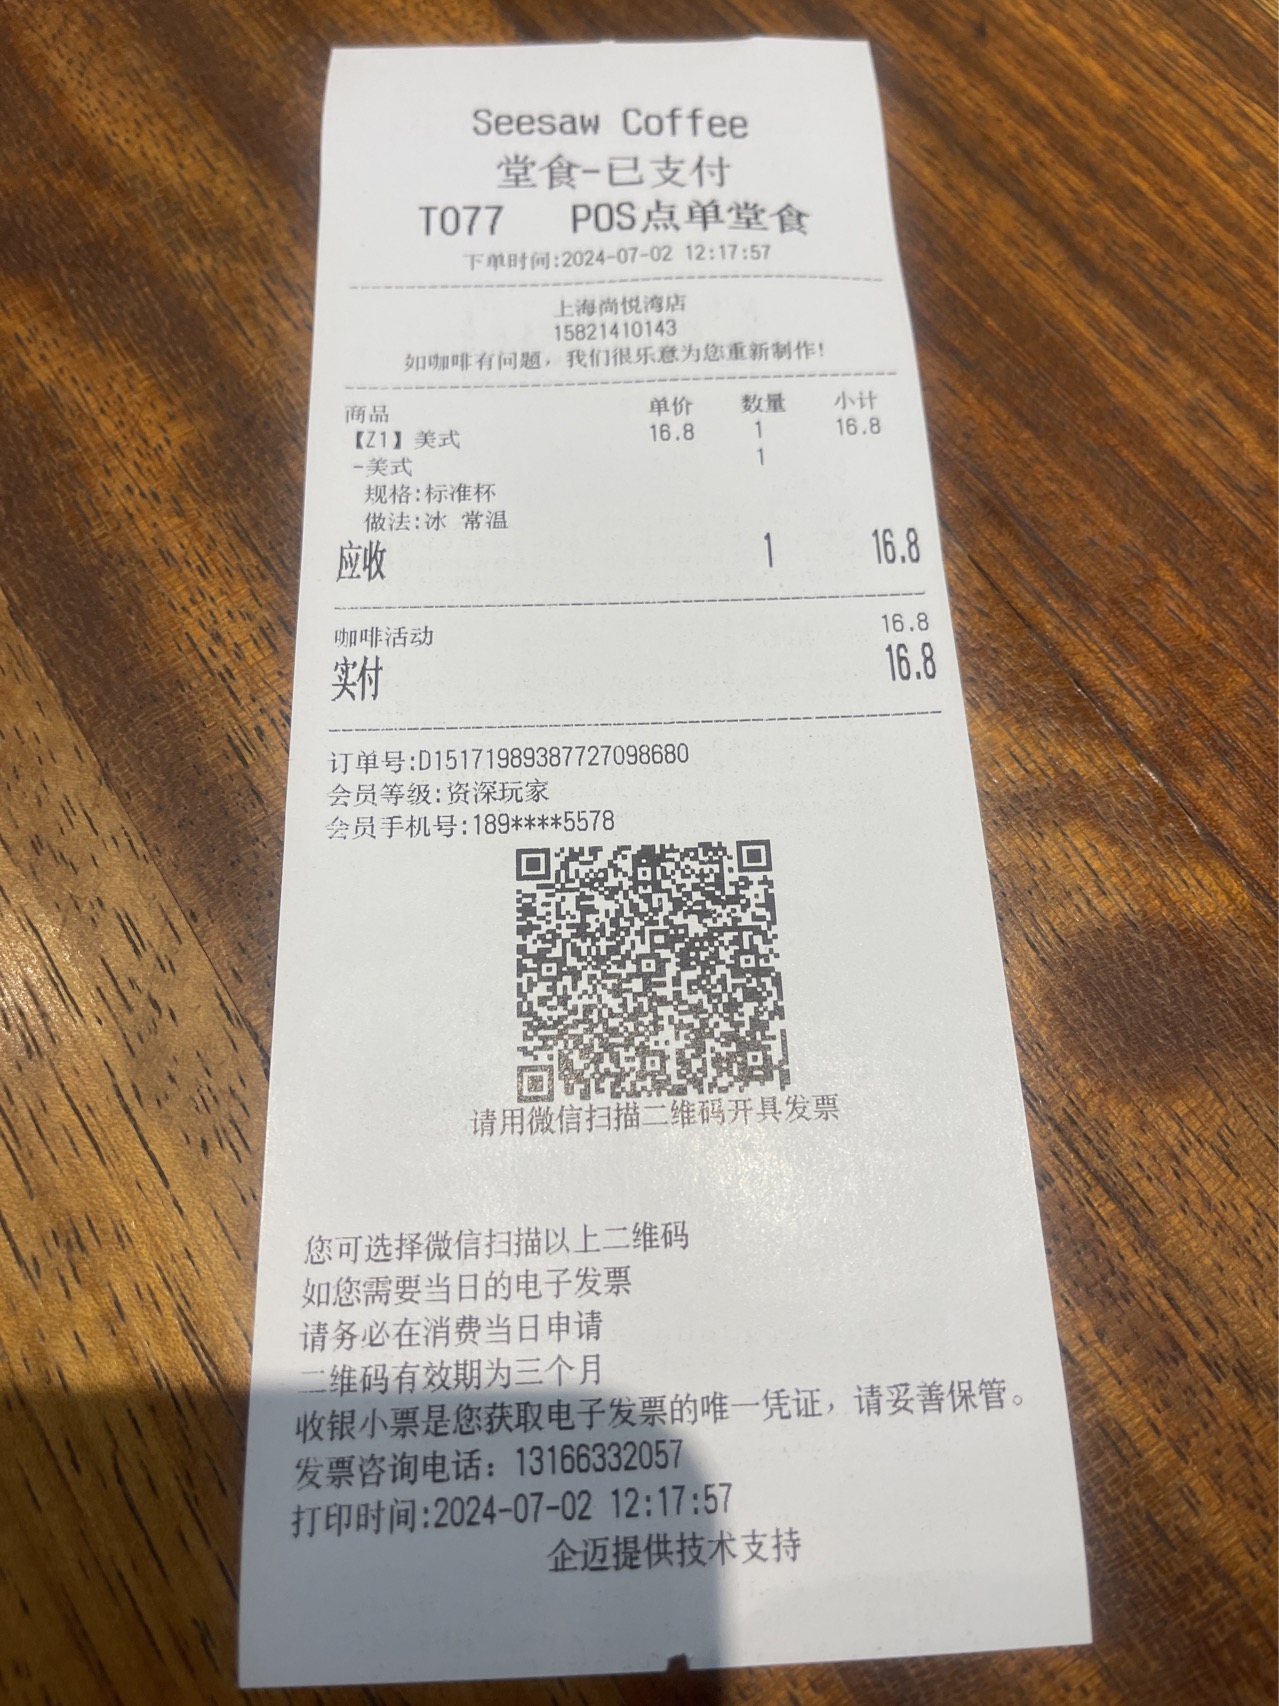 Seesaw Coffee
堂食-已支付
T077 POS点单堂食
下单时间:2024-07-02 12:17:57
上海尚悦湾店
15821410143
如咖啡有问题，我们很乐意为您重新制作!
商品 单价 数量 小计
【Z1】美式 16.8 1 16.8
-美式 1
规格:标准杯
做法:冰 常温
应收 1 16.8
咖啡活动 16.8
实付 16.8
订单号:D15171989387727098680
会员等级:资深玩家
会员手机号:189****5578
请用微信扫描二维码开具发票
您可选择微信扫描以上二维码
如您需要当日的电子发票
请务必在消费当日申请
二维码有效期为三个月
收银小票是您获取电子发票的唯一凭证，请妥善保管。
发票咨询电话：13166332057
打印时间:2024-07-02 12:17:57
企迈提供技术支持